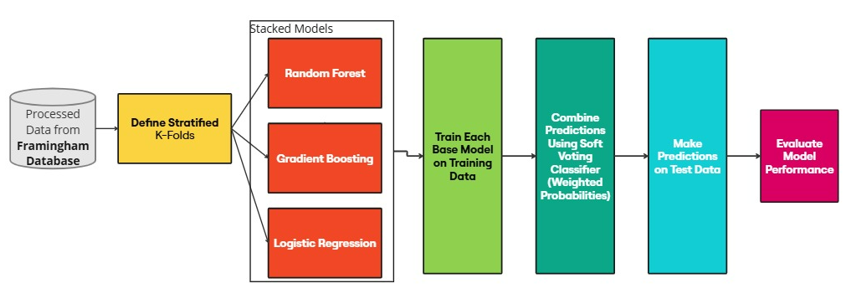 Stacked Models
Processed
Data from
Framingham
Database
Define Stratified
K-Folds
Random Forest
Gradient Boosting
Logistic Regression
Train Each
Base Model
on Training
Data
Combine
Predictions
Using Soft
Voting
Classifier
(Weighted
Probabilities)
Make
Predictions
on Test Data
Evaluate
Model
Performance